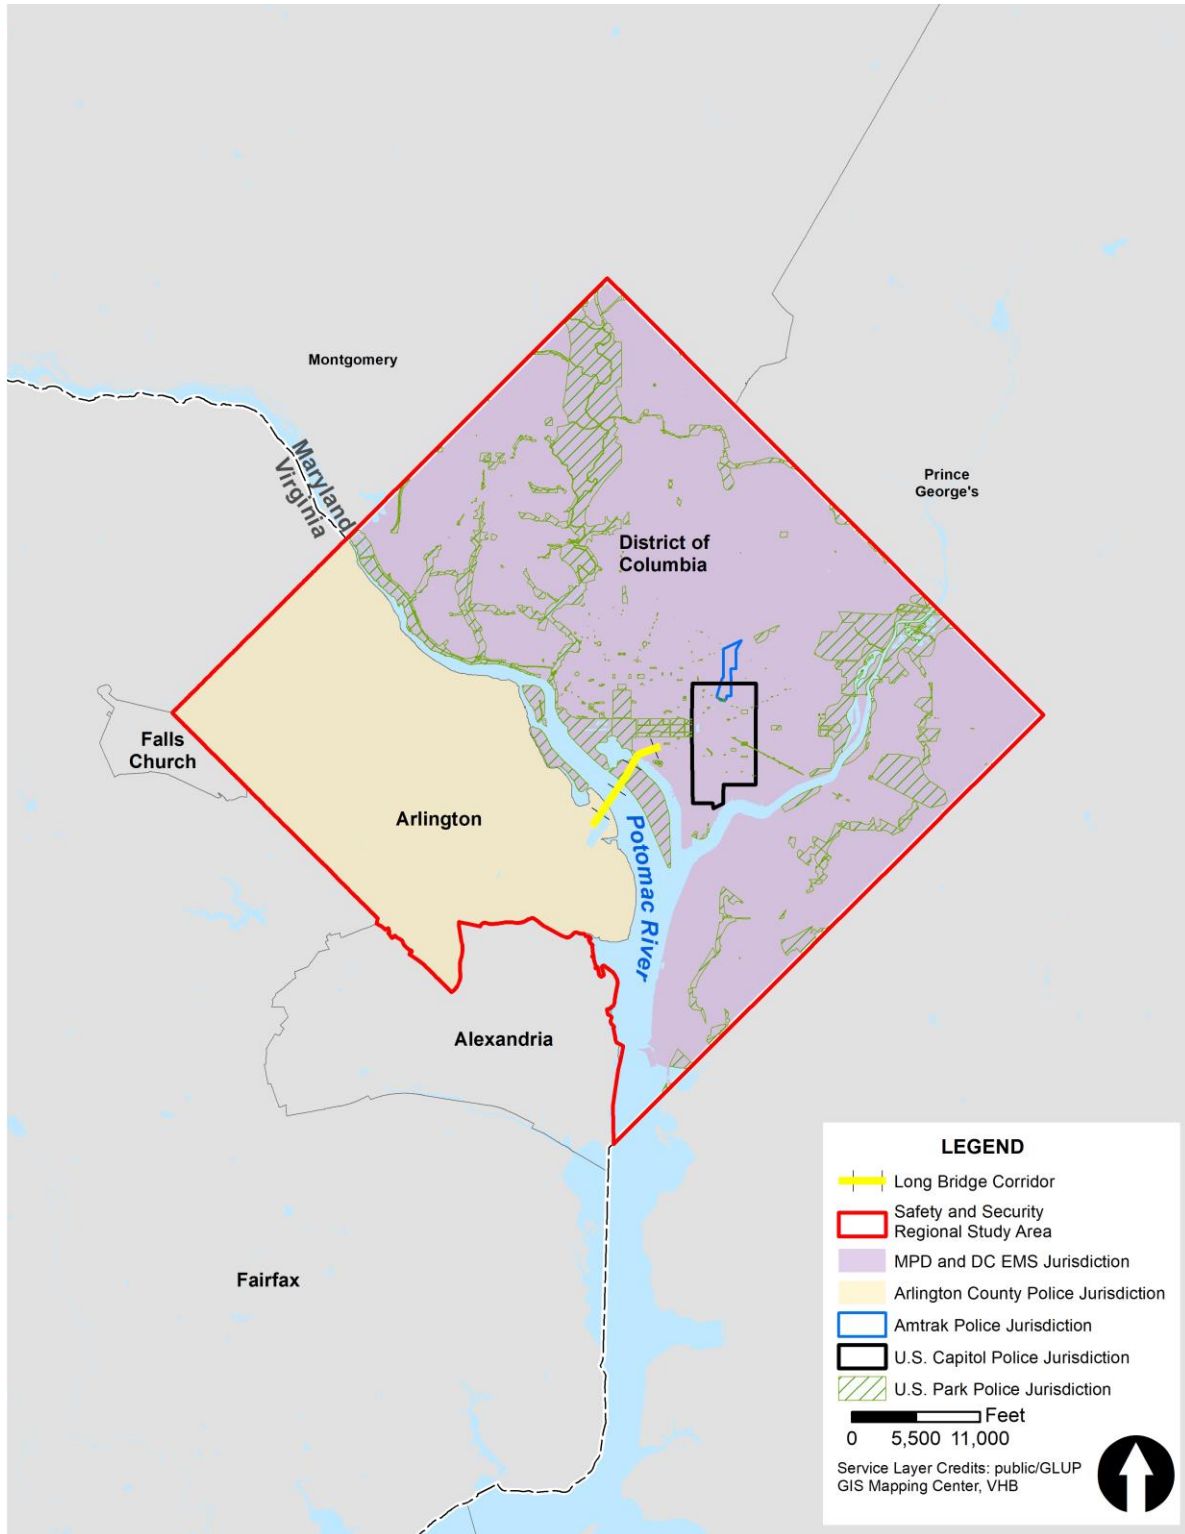 Montgomery
Maryland
Virginia
Prince
George's
District of
Columbia
Falls
Church
Arlington
Potomac River
Alexandria
Fairfax
LEGEND
Long Bridge Corridor
Safety and Security
Regional Study Area
MPD and DC EMS Jurisdiction
Arlington County Police Jurisdiction
Amtrak Police Jurisdiction
U.S. Capitol Police Jurisdiction
U.S. Park Police Jurisdiction
Feet
0 5,500 11,000
Service Layer Credits: public/GLUP
GIS Mapping Center, VHB